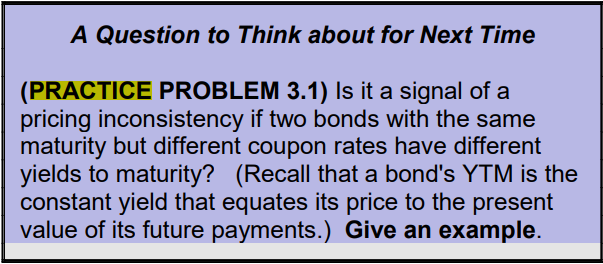 A Question to Think about for Next Time
(PRACTICE PROBLEM 3.1) Is it a signal of a
pricing inconsistency if two bonds with the same
maturity but different coupon rates have different
yields to maturity? (Recall that a bond's YTM is the
constant yield that equates its price to the present
value of its future payments.) Give an example.